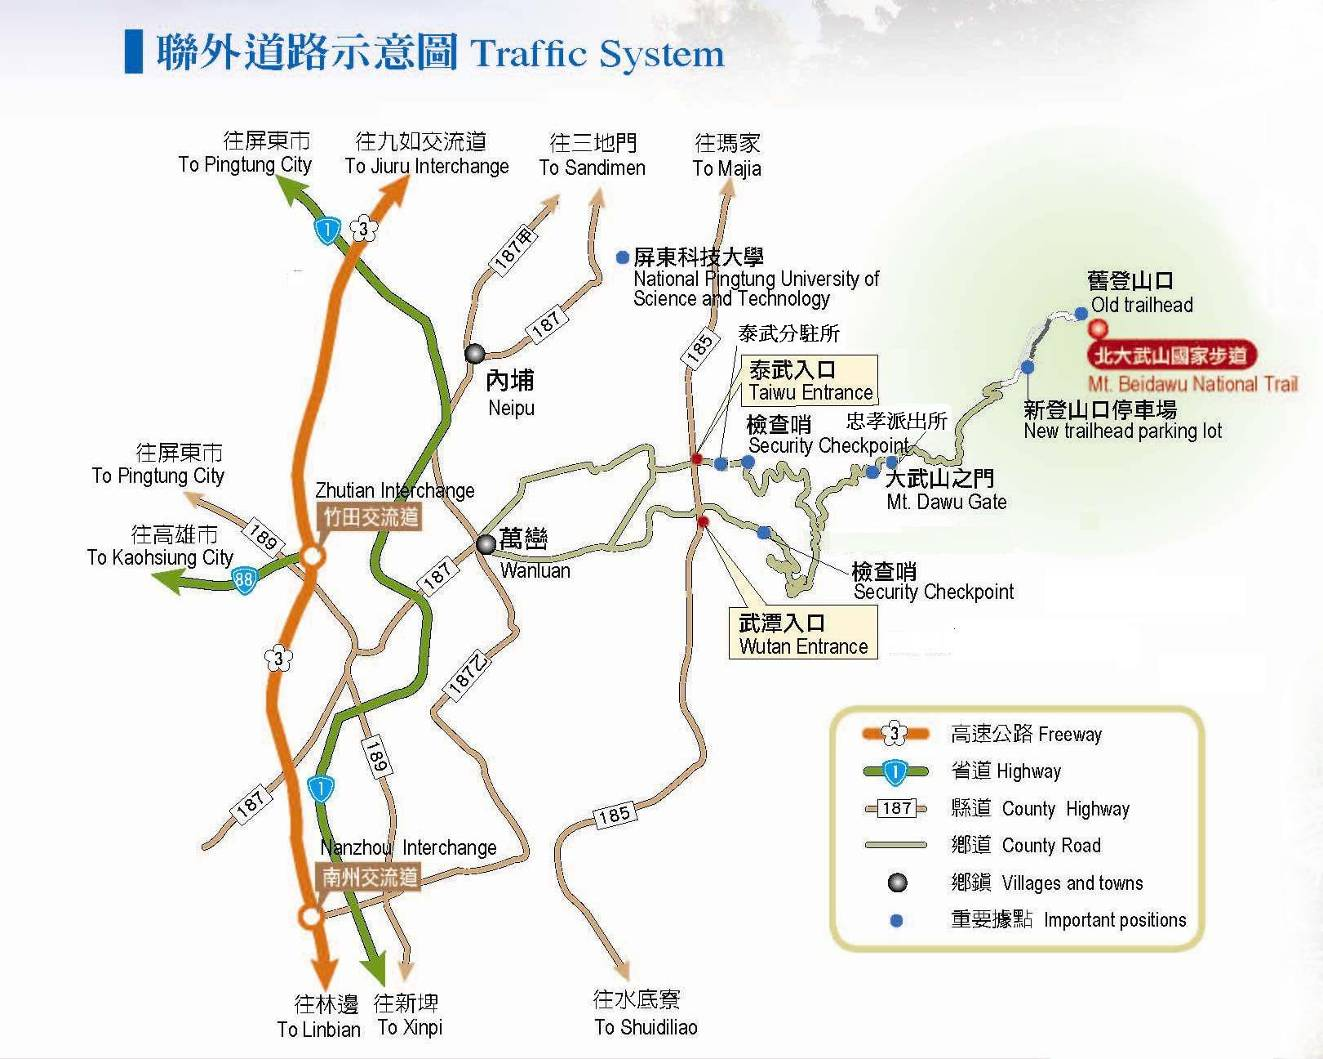 聯外道路示意圖 Traffic System
往屏東市
To Pingtung City
往九如交流道
To Jiuru Interchange
往三地門
To Sandimen
往瑪家
To Majia
1
3
187甲
屏東科技大學
National Pingtung University of
Science and Technology
187
185
泰武分駐所
泰武入口
Taiwu Entrance
內埔
Neipu
檢查哨
Security Checkpoint
忠孝派出所
大武山之門
Mt. Dawu Gate
舊登山口
Old trailhead
北大武山國家步道
Mt. Beidawu National Trail
新登山口停車場
New trailhead parking lot
往屏東市
To Pingtung City
Zhutian Interchange
竹田交流道
189
往高雄市
To Kaohsiung City
88
萬巒
Wanluan
187
檢查哨
Security Checkpoint
武潭入口
Wutan Entrance
3
187乙
189
187
1
185
Nanzhou Interchange
南州交流道
往林邊
To Linbian
往新埤
To Xinpi
往水底寮
To Shuidiliao
3 高速公路 Freeway
1 省道 Highway
187 縣道 County Highway
鄉道 County Road
鄉鎮 Villages and towns
重要據點 Important positions